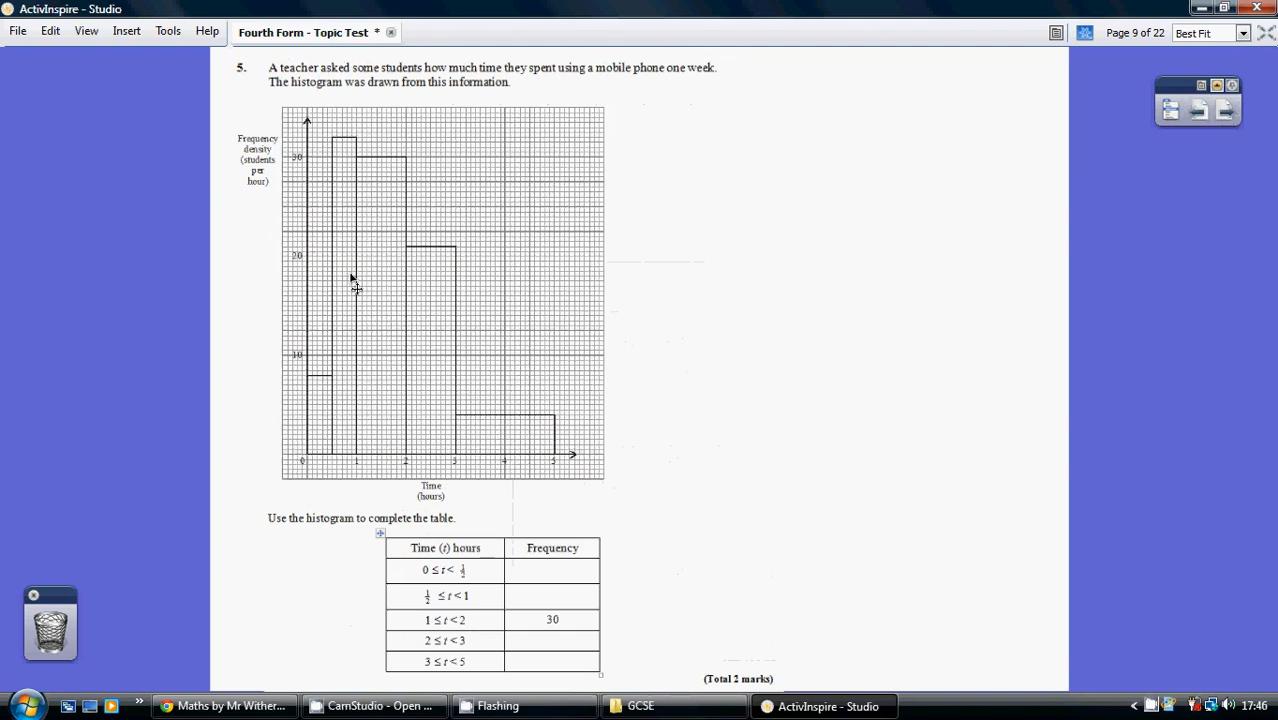 ActivInspire - Studio
File Edit View Insert Tools Help
Fourth Form - Topic Test *
Page 9 of 22
Best Fit
5. A teacher asked some students how much time they spent using a mobile phone one week.
The histogram was drawn from this information.
Frequency
density
(students
per
hour)
30
20
10
0 1 2 3 4 5
Time
(hours)
Use the histogram to complete the table.
Time (t) hours Frequency
0 ≤ t < 1/2
1/2 ≤ t < 1
1 ≤ t < 2 30
2 ≤ t < 3
3 ≤ t < 5
(Total 2 marks)
Maths by Mr Wither...
CamStudio - Open ...
Flashing
GCSE
ActivInspire - Studio
17:46